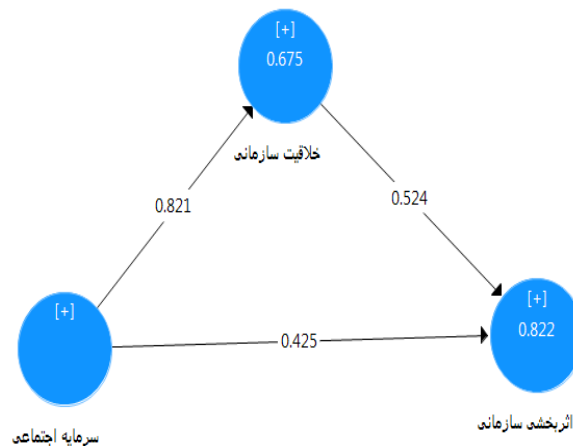 [+]
0.675
خلاقیت سازمانی
0.821
0.524
[+]
[+]
0.822
0.425
اثربخشی سازمانی
سرمایه اجتماعی